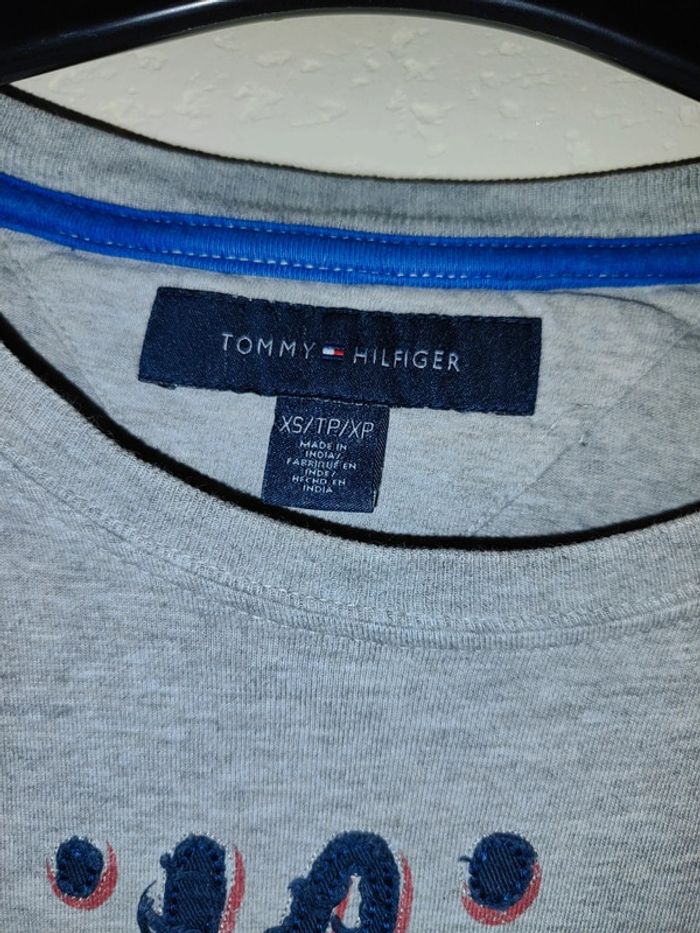 TOMMY HILFIGER
XS/TP/XP
MADE IN
INDIA/
FABRIQUÉ EN
INDE/
HECHO EN
INDIA